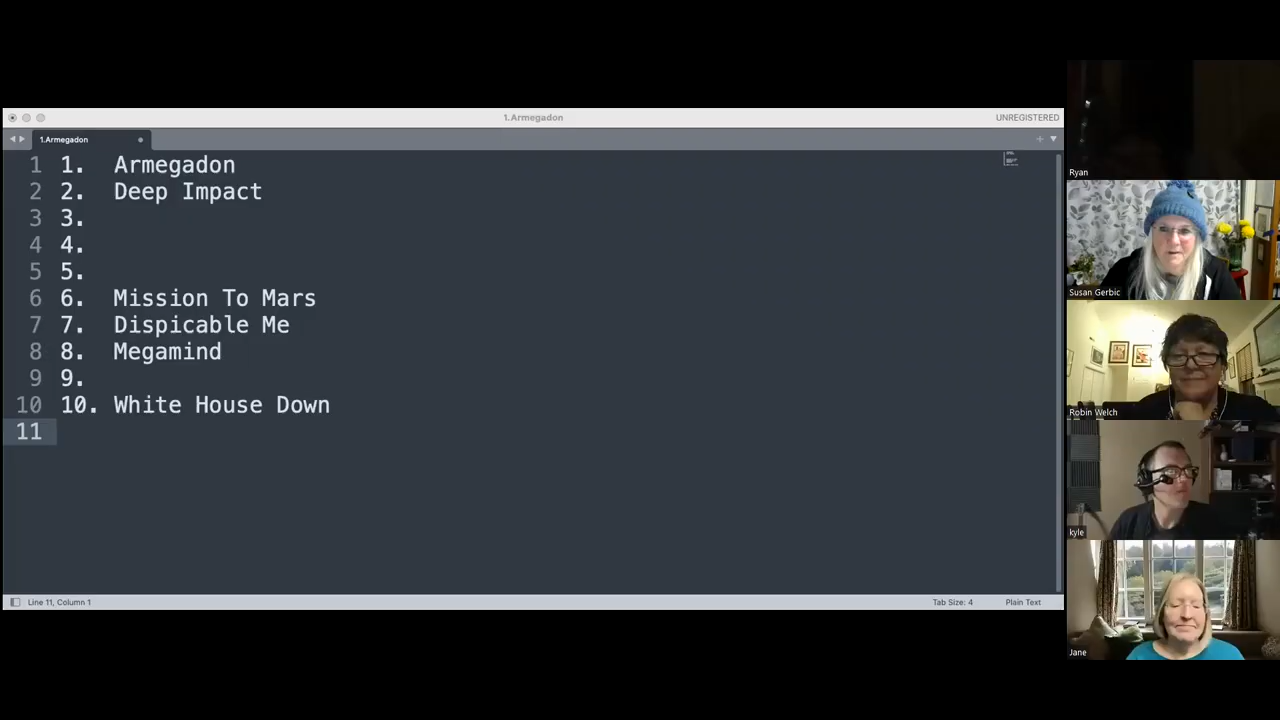 1.Armegadon
UNREGISTERED
1.Armegadon
1 1. Armegadon
2 2. Deep Impact
3 3.
4 4.
5 5.
6 6. Mission To Mars
7 7. Dispicable Me
8 8. Megamind
9 9.
10 10. White House Down
11
Line 11, Column 1
Tab Size: 4
Plain Text
Ryan
Susan Gerbic
Robin Welch
kyle
Jane